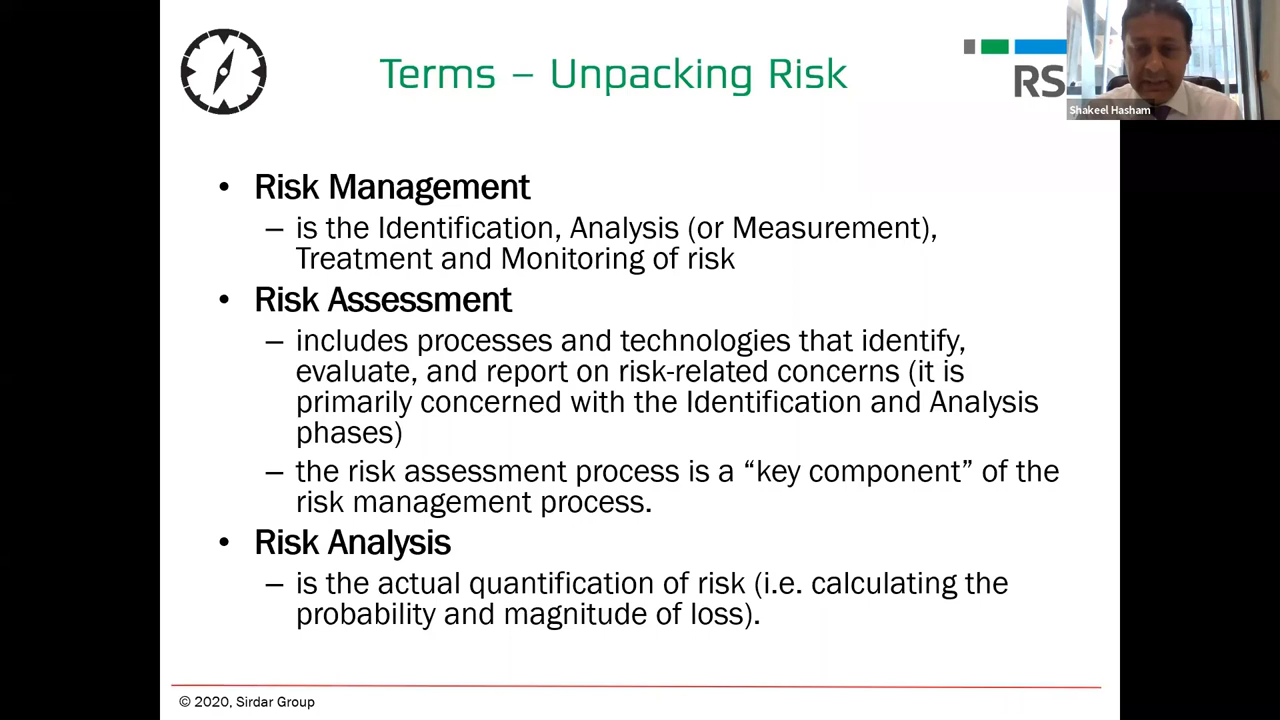 Terms – Unpacking Risk
RS
Shakeel Hasham
• Risk Management
– is the Identification, Analysis (or Measurement),
Treatment and Monitoring of risk
• Risk Assessment
– includes processes and technologies that identify,
evaluate, and report on risk-related concerns (it is
primarily concerned with the Identification and Analysis
phases)
– the risk assessment process is a “key component” of the
risk management process.
• Risk Analysis
– is the actual quantification of risk (i.e. calculating the
probability and magnitude of loss).
© 2020, Sirdar Group